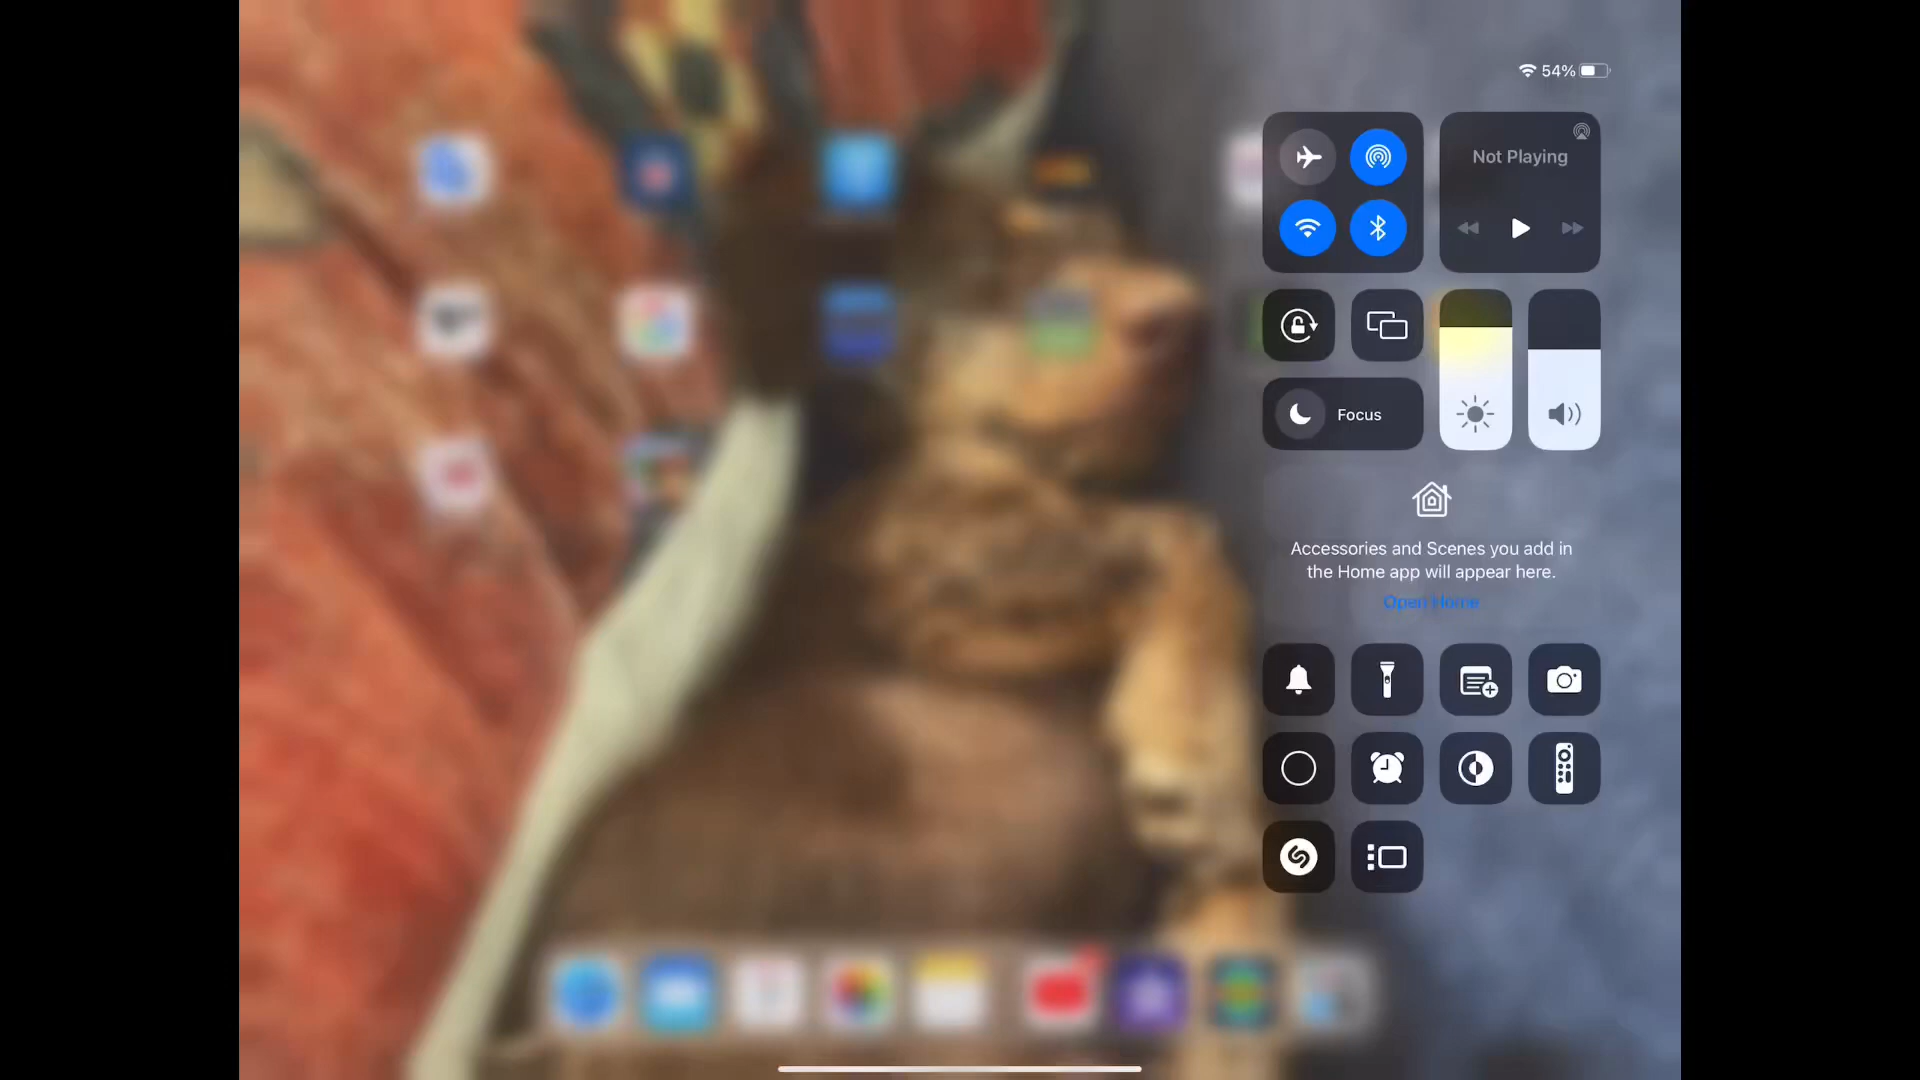 54%
Not Playing
Focus
Accessories and Scenes you add in
the Home app will appear here.
Open Home